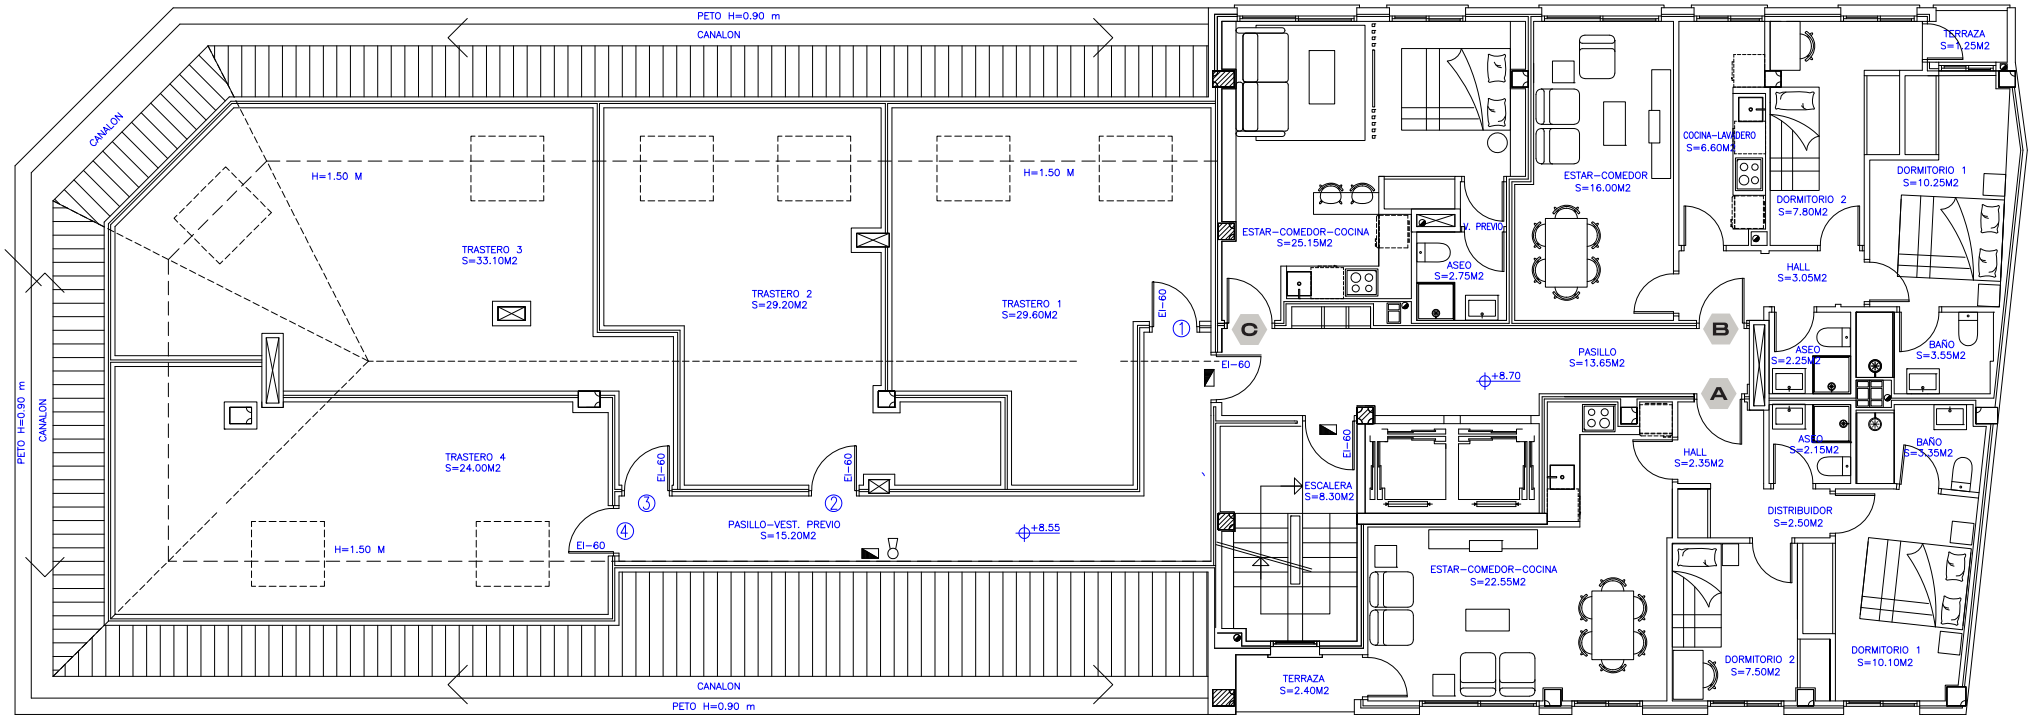 PETO H=0.90 m
CANALON
CANALON
H=1.50 M
H=1.50 M
TRASTERO 3
S=33.10M2
TRASTERO 2
S=29.20M2
TRASTERO 1
S=29.60M2
EI-60
1
PETO H=0.90 m
CANALON
TRASTERO 4
S=24.00M2
EI-60
3
EI-60
2
4
EI-60
H=1.50 M
PASILLO-VEST. PREVIO
S=15.20M2
+8.55
CANALON
PETO H=0.90 m
ESTAR-COMEDOR-COCINA
S=25.15M2
V. PREVIO
ASEO
S=2.75M2
ESTAR-COMEDOR
S=16.00M2
COCINA-LAVADERO
S=6.60M2
DORMITORIO 2
S=7.80M2
TERRAZA
S=1.25M2
DORMITORIO 1
S=10.25M2
HALL
S=3.05M2
C
B
A
EI-60
PASILLO
S=13.65M2
+8.70
ASEO
S=2.25M2
BAÑO
S=3.55M2
EI-60
ESCALERA
S=8.30M2
HALL
S=2.35M2
ASEO
S=2.15M2
BAÑO
S=3.35M2
DISTRIBUIDOR
S=2.50M2
ESTAR-COMEDOR-COCINA
S=22.55M2
DORMITORIO 2
S=7.50M2
DORMITORIO 1
S=10.10M2
TERRAZA
S=2.40M2